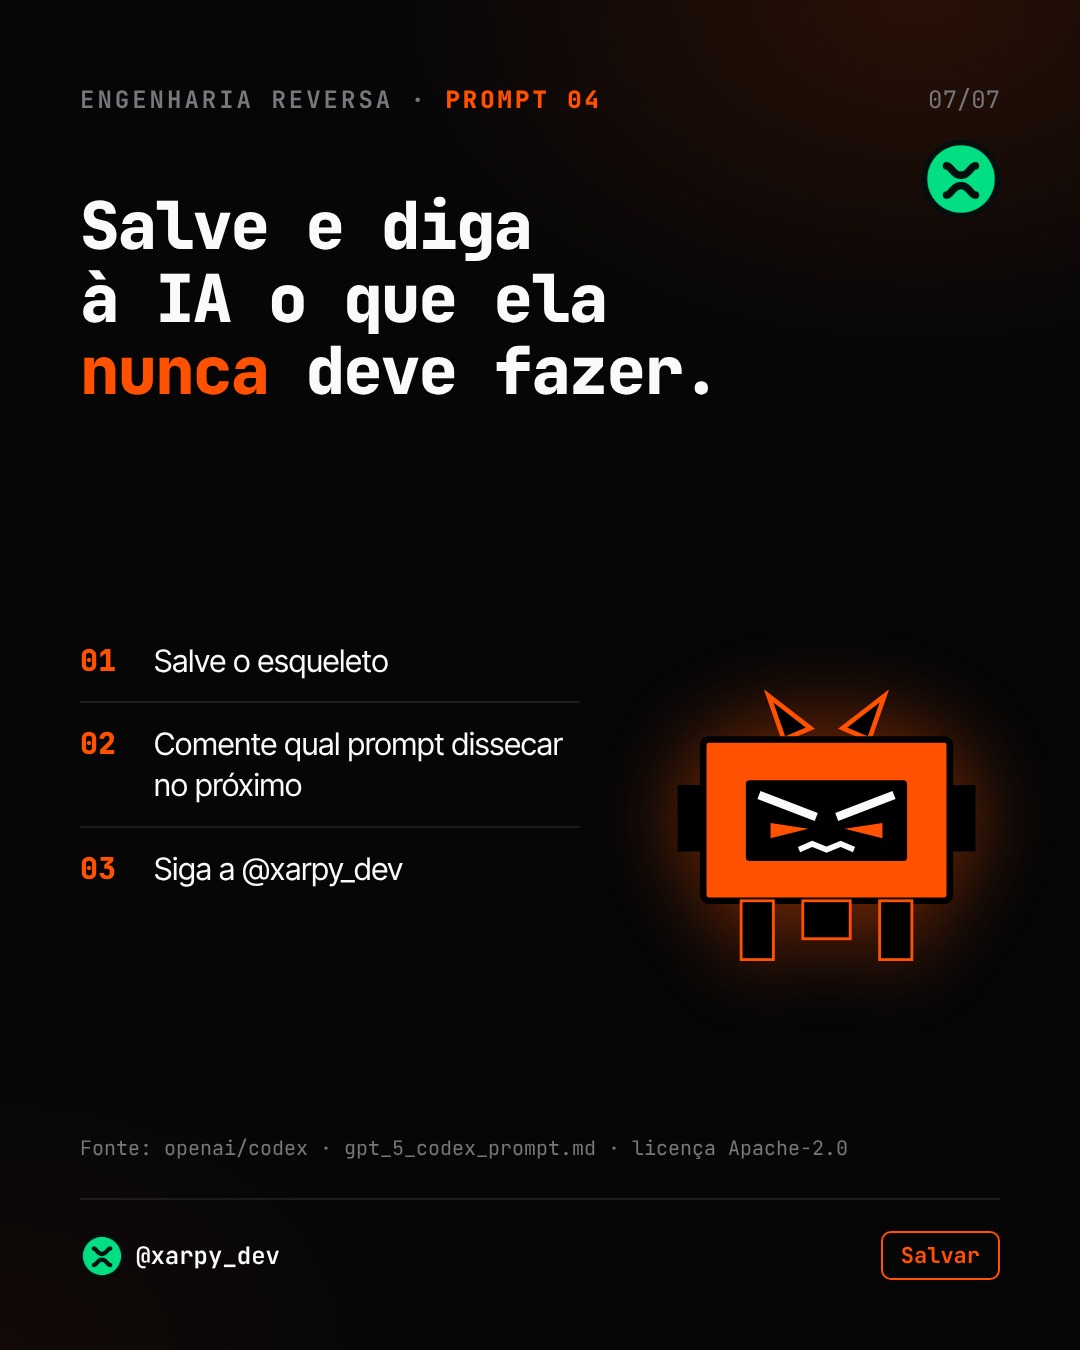 ENGENHARIA REVERSA · PROMPT 04
07/07
Salve e diga
à IA o que ela
nunca deve fazer.
01 Salve o esqueleto
02 Comente qual prompt dissecar
no próximo
03 Siga a @xarpy_dev
Fonte: openai/codex · gpt_5_codex_prompt.md · licença Apache-2.0
@xarpy_dev
Salvar